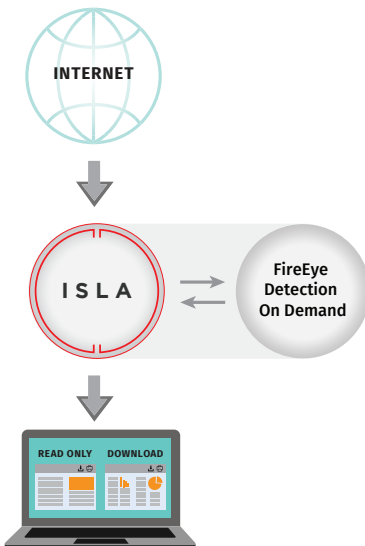 INTERNET
ISLA
FireEye
Detection
On Demand
READ ONLY DOWNLOAD